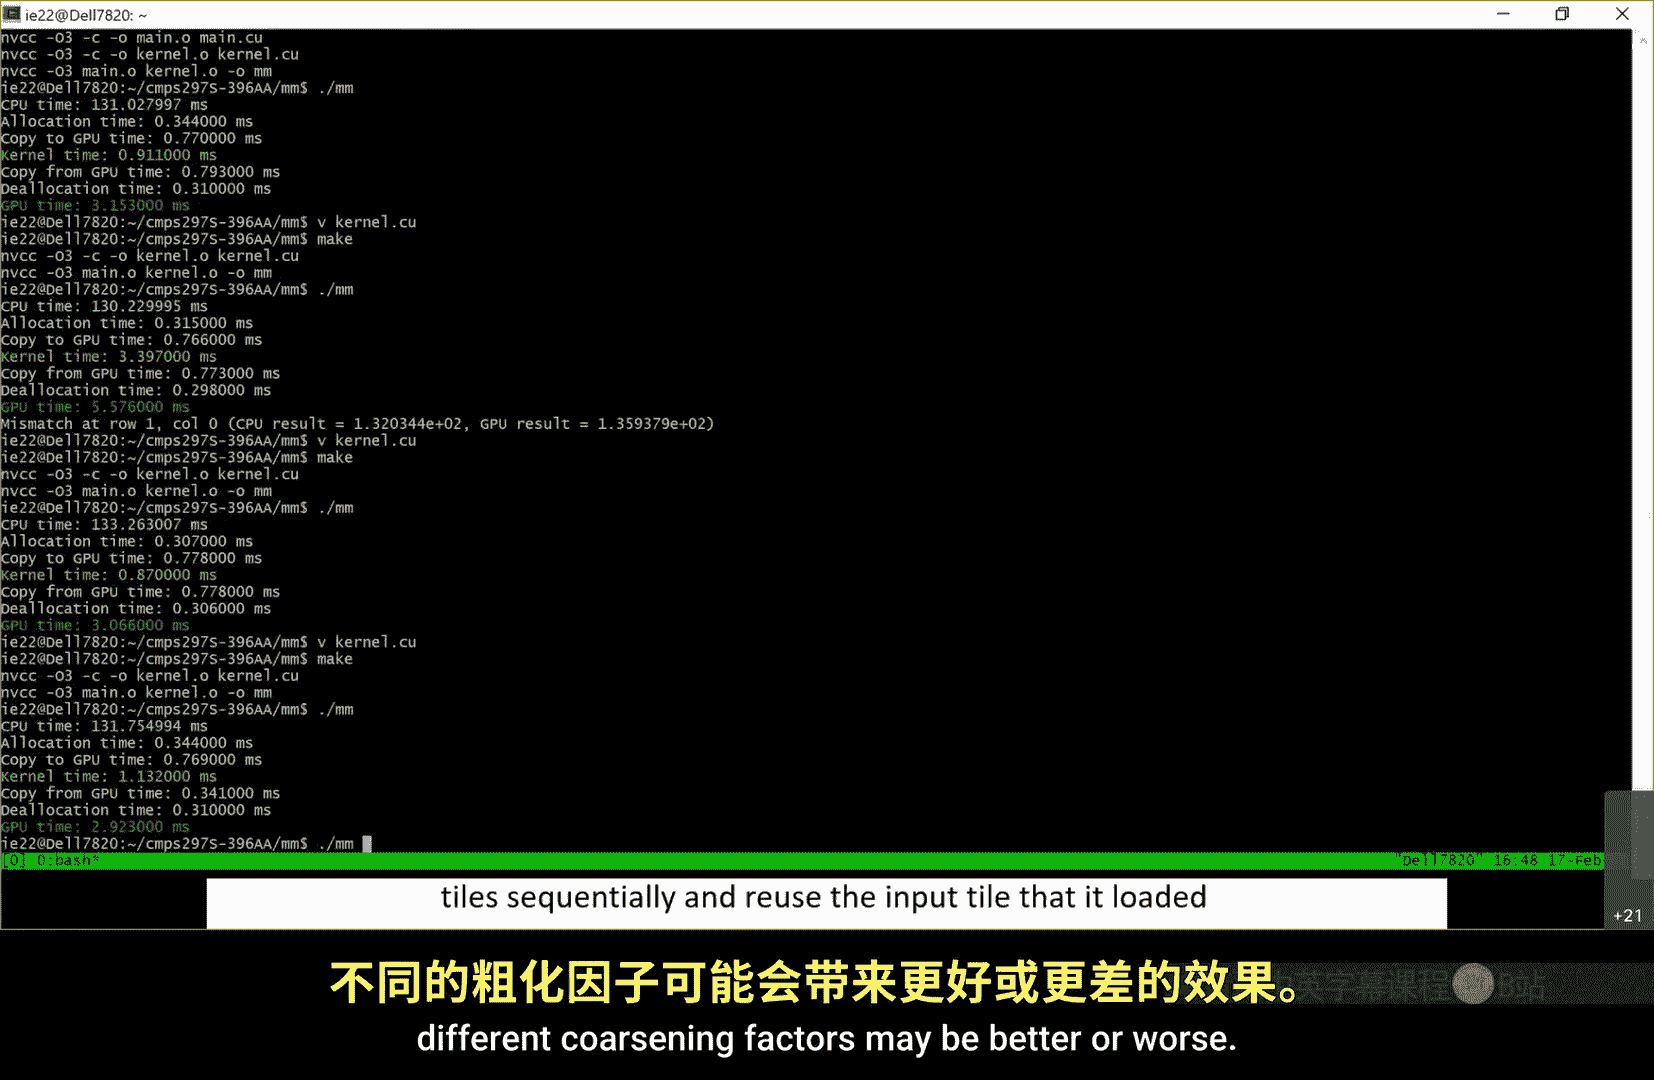 ie22@Dell7820: ~
nvcc -O3 -c -o main.o main.cu
nvcc -O3 -c -o kernel.o kernel.cu
nvcc -O3 main.o kernel.o -o mm
ie22@Dell7820:~/cmps297S-396AA/mm$ ./mm
CPU time: 131.027997 ms
Allocation time: 0.344000 ms
Copy to GPU time: 0.770000 ms
Kernel time: 0.911000 ms
Copy from GPU time: 0.793000 ms
Deallocation time: 0.310000 ms
GPU time: 3.153000 ms
ie22@Dell7820:~/cmps297S-396AA/mm$ v kernel.cu
ie22@Dell7820:~/cmps297S-396AA/mm$ make
nvcc -O3 -c -o kernel.o kernel.cu
nvcc -O3 main.o kernel.o -o mm
ie22@Dell7820:~/cmps297S-396AA/mm$ ./mm
CPU time: 130.229995 ms
Allocation time: 0.315000 ms
Copy to GPU time: 0.766000 ms
Kernel time: 3.397000 ms
Copy from GPU time: 0.773000 ms
Deallocation time: 0.298000 ms
GPU time: 5.576000 ms
Mismatch at row 1, col 0 (CPU result = 1.320344e+02, GPU result = 1.359379e+02)
ie22@Dell7820:~/cmps297S-396AA/mm$ v kernel.cu
ie22@Dell7820:~/cmps297S-396AA/mm$ make
nvcc -O3 -c -o kernel.o kernel.cu
nvcc -O3 main.o kernel.o -o mm
ie22@Dell7820:~/cmps297S-396AA/mm$ ./mm
CPU time: 133.263007 ms
Allocation time: 0.307000 ms
Copy to GPU time: 0.778000 ms
Kernel time: 0.870000 ms
Copy from GPU time: 0.778000 ms
Deallocation time: 0.306000 ms
GPU time: 3.066000 ms
ie22@Dell7820:~/cmps297S-396AA/mm$ v kernel.cu
ie22@Dell7820:~/cmps297S-396AA/mm$ make
nvcc -O3 -c -o kernel.o kernel.cu
nvcc -O3 main.o kernel.o -o mm
ie22@Dell7820:~/cmps297S-396AA/mm$ ./mm
CPU time: 131.754994 ms
Allocation time: 0.344000 ms
Copy to GPU time: 0.769000 ms
Kernel time: 1.132000 ms
Copy from GPU time: 0.341000 ms
Deallocation time: 0.310000 ms
GPU time: 2.923000 ms
ie22@Dell7820:~/cmps297S-396AA/mm$ ./mm
[0] 0:bash* "Dell7820" 16:48 17-Feb
tiles sequentially and reuse the input tile that it loaded
+21
不同的粗化因子可能会带来更好或更差的效果。
英字幕课程 B站
different coarsening factors may be better or worse.